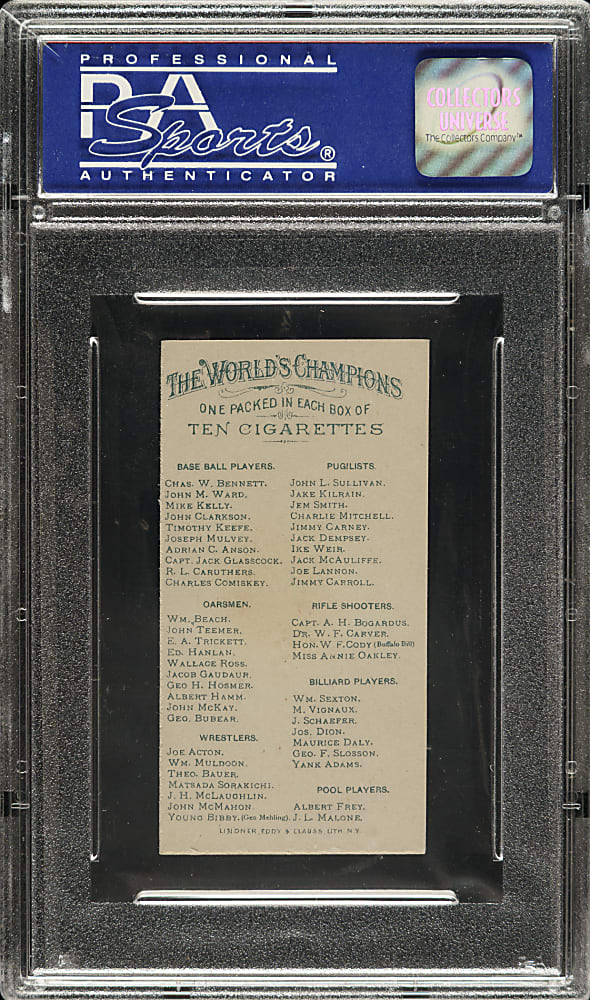 PROFESSIONAL
PSA
Sports®
AUTHENTICATOR
COLLECTORS
UNIVERSE
The Collectors Company™
THE WORLD'S CHAMPIONS
ONE PACKED IN EACH BOX OF
TEN CIGARETTES
BASE BALL PLAYERS.
CHAS. W. BENNETT.
JOHN M. WARD.
MIKE KELLY.
JOHN CLARKSON.
TIMOTHY KEEFE.
JOSEPH MULVEY.
ADRIAN C. ANSON.
CAPT. JACK GLASSCOCK.
R. L. CARUTHERS.
CHARLES COMISKEY.
OARSMEN.
WM. BEACH.
JOHN TEEMER.
E. A. TRICKETT.
ED. HANLAN.
WALLACE ROSS.
JACOB GAUDAUR.
GEO H. HOSMER.
ALBERT HAMM.
JOHN MCKAY.
GEO. BUBEAR.
WRESTLERS.
JOE ACTON.
WM. MULDOON.
THEO. BAUER.
MATSADA SORAKICHI.
J. H. MCLAUGHLIN.
JOHN MCMAHON.
YOUNG BIBBY. (Geo Mehling).
PUGILISTS.
JOHN L. SULLIVAN.
JAKE KILRAIN.
JEM SMITH.
CHARLIE MITCHELL.
JIMMY CARNEY.
JACK DEMPSEY.
IKE WEIR.
JACK MCAULIFFE.
JOE LANNON.
JIMMY CARROLL.
RIFLE SHOOTERS.
CAPT. A. H. BOGARDUS.
DR. W. F. CARVER.
HON. W F. CODY (Buffalo Bill)
MISS ANNIE OAKLEY.
BILLIARD PLAYERS.
WM. SEXTON.
M. VIGNAUX.
J. SCHAEFER.
JOS. DION.
MAURICE DALY.
GEO. F. SLOSSON.
YANK ADAMS.
POOL PLAYERS.
ALBERT FREY.
J. L. MALONE.
LINDNER, EDDY & CLAUSS, LITH. N.Y.